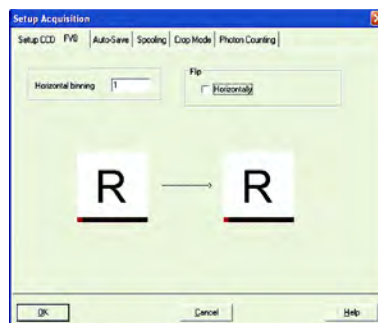 Setup Acquisition
Setup CCD FVB Auto-Save Spooling Crop Mode Photon Counting
Horizontal binning 1
Flip
Horizontally
R R
OK Cancel Help